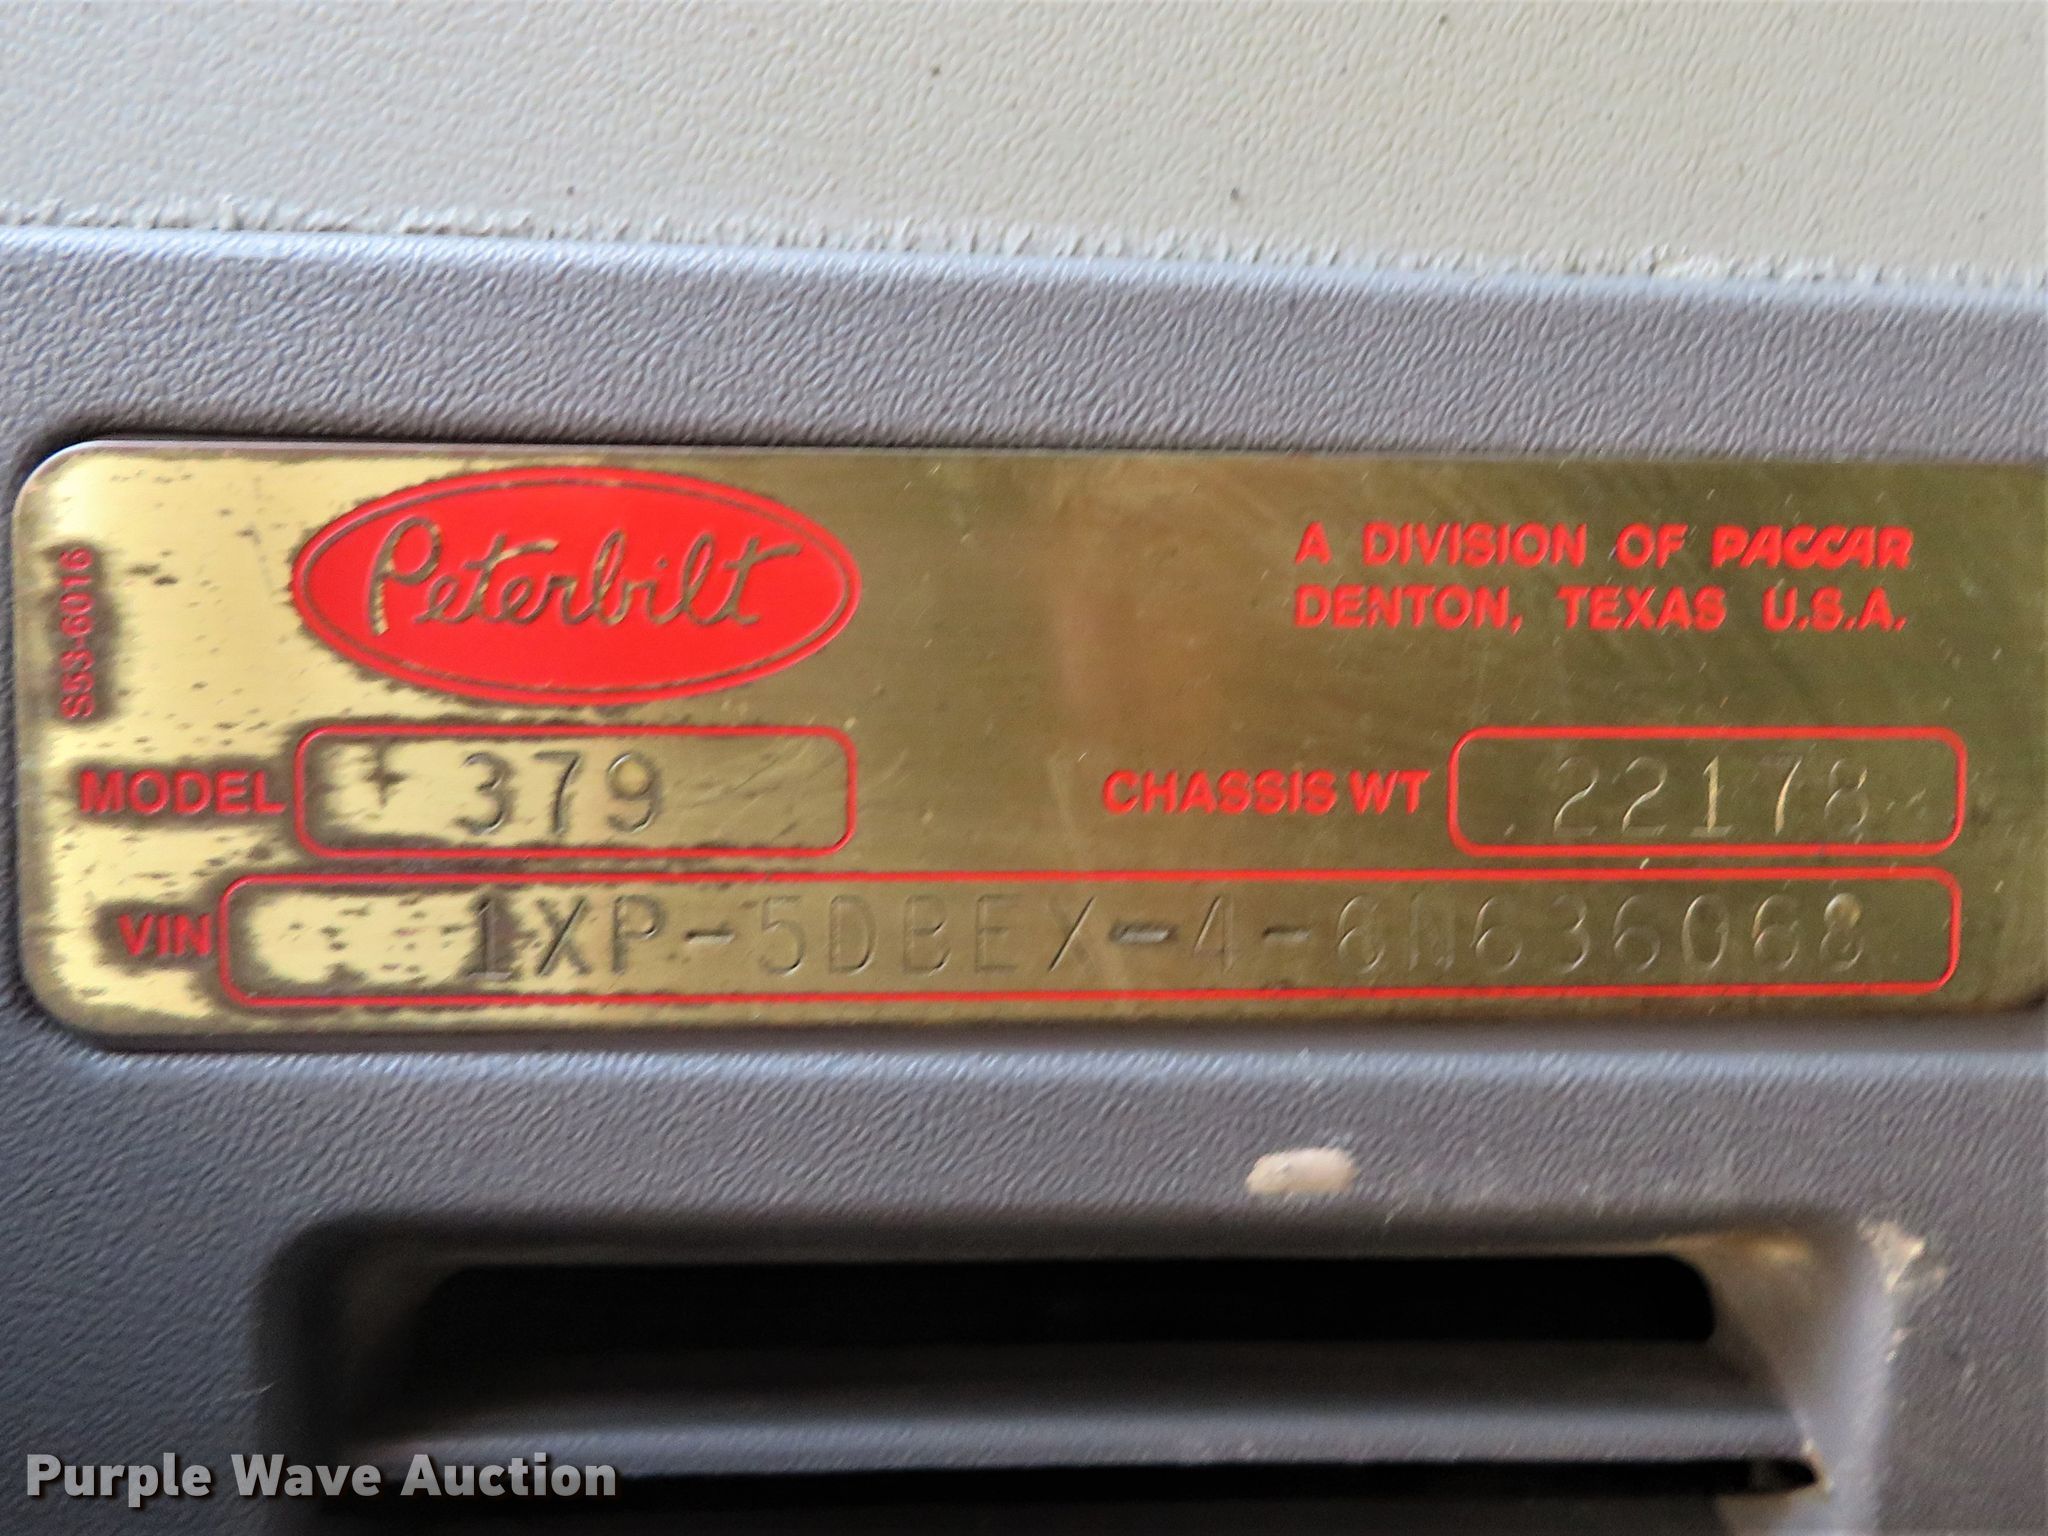 Peterbilt
A DIVISION OF PACCAR
DENTON, TEXAS U.S.A.
S53-6016
MODEL 379
CHASSIS WT 22178
VIN 1XP-5DBEX-4-6N636068
Purple Wave Auction